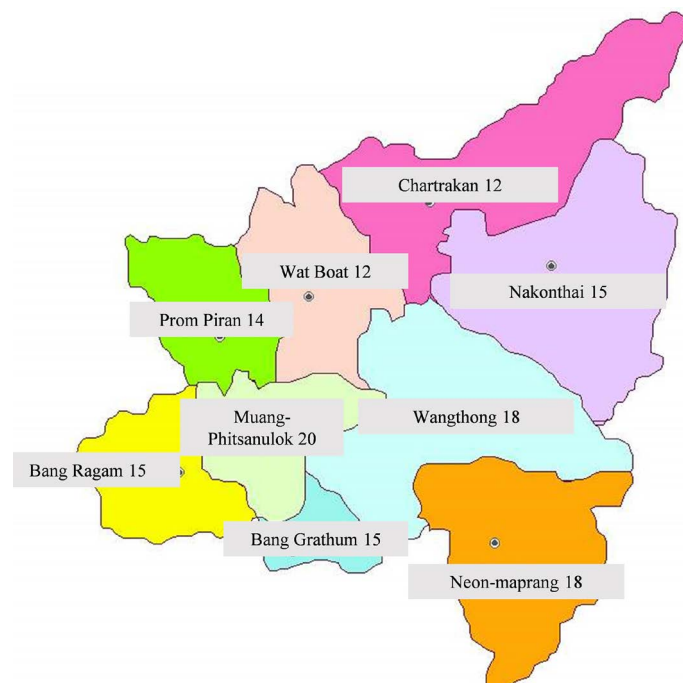 Chartrakan 12
Wat Boat 12
Nakonthai 15
Prom Piran 14
Muang-
Phitsanulok 20
Wangthong 18
Bang Ragam 15
Bang Grathum 15
Neon-maprang 18